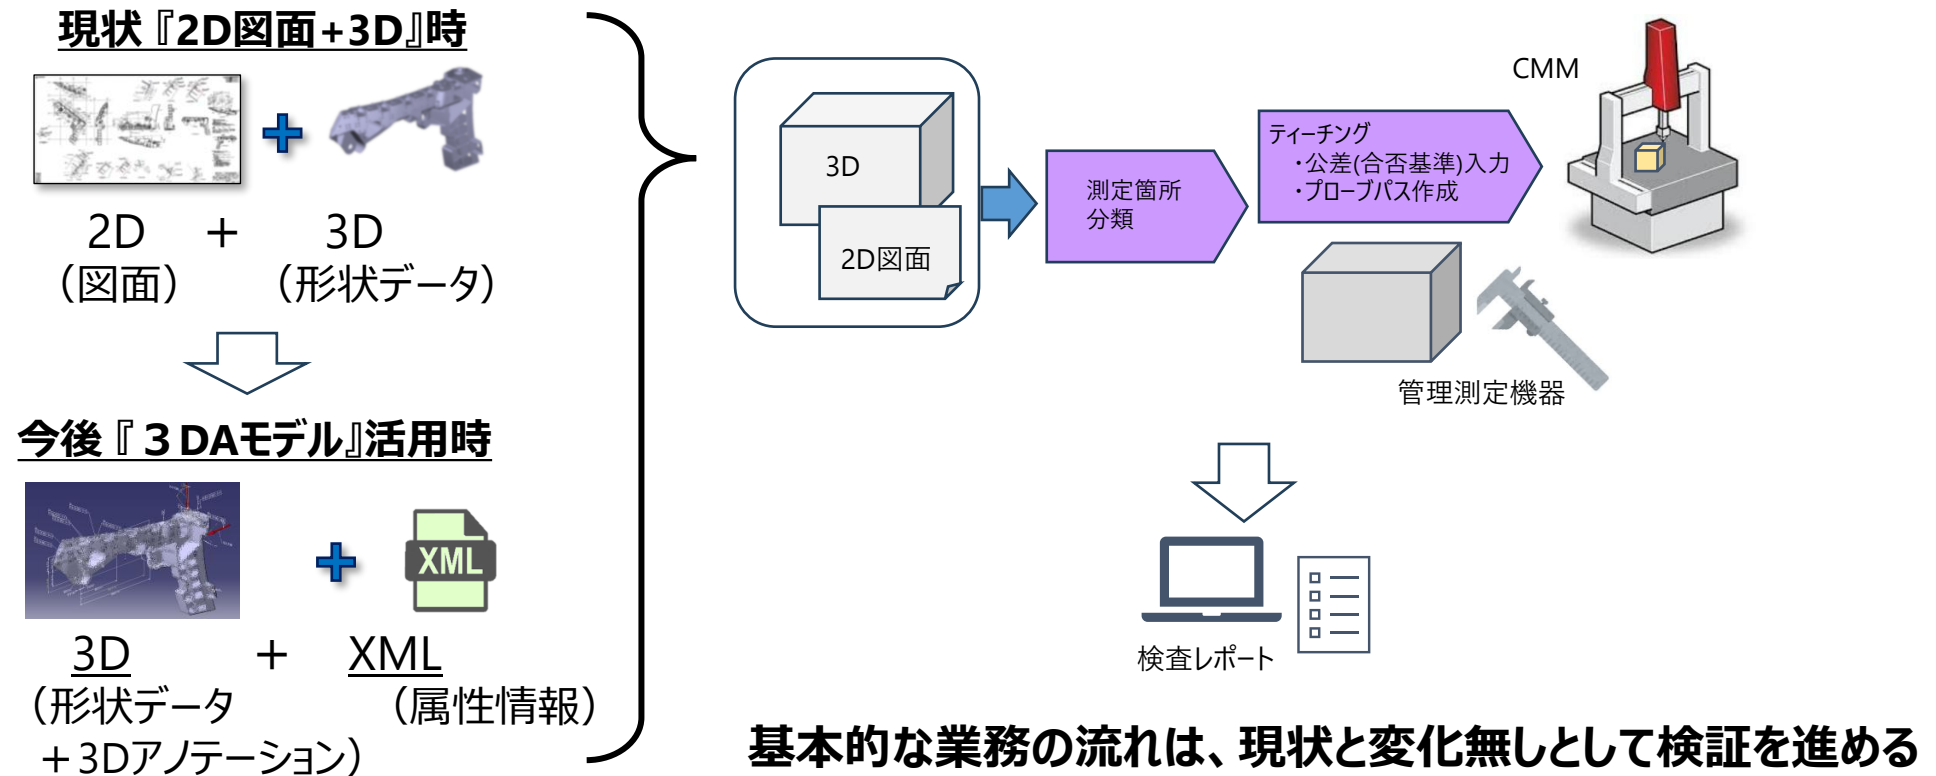 現状『2D図面+3D』時
2D + 3D
（図面） （形状データ）
今後『３DAモデル』活用時
XML
3D + XML
（形状データ （属性情報）
＋3Dアノテーション）
3D
2D図面
測定箇所
分類
ティーチング
・公差(合否基準)入力
・プローブパス作成
CMM
管理測定機器
検査レポート
基本的な業務の流れは、現状と変化無しとして検証を進める